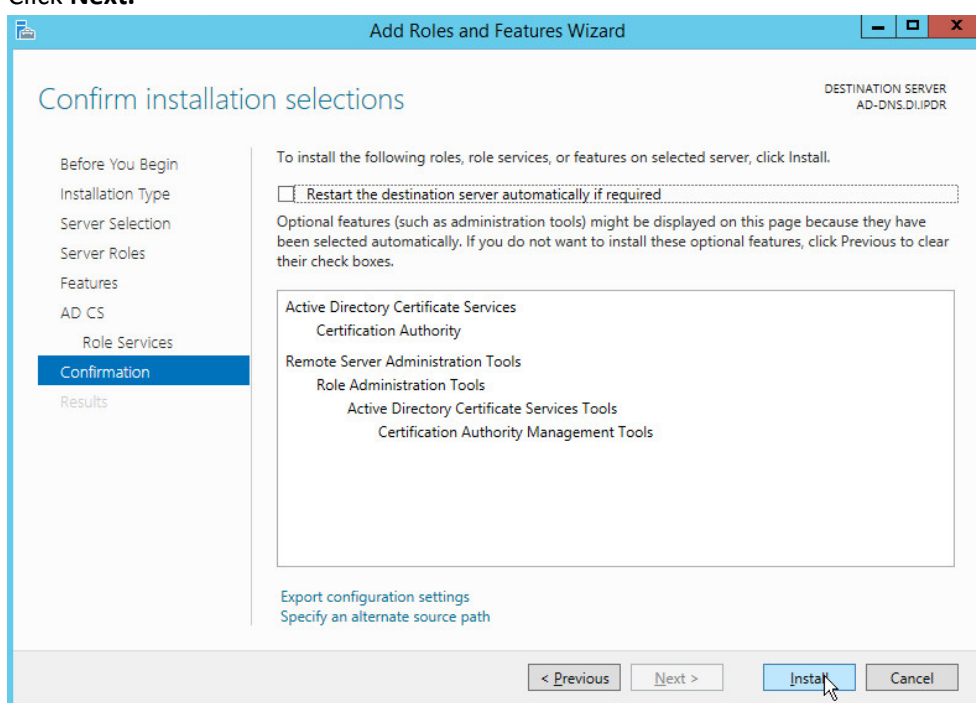 Click Next.
Add Roles and Features Wizard
Confirm installation selections
DESTINATION SERVER
AD-DNS.DI.IPDR
Before You Begin
Installation Type
Server Selection
Server Roles
Features
AD CS
Role Services
Confirmation
Results
To install the following roles, role services, or features on selected server, click Install.
Restart the destination server automatically if required
Optional features (such as administration tools) might be displayed on this page because they have
been selected automatically. If you do not want to install these optional features, click Previous to clear
their check boxes.
Active Directory Certificate Services
Certification Authority
Remote Server Administration Tools
Role Administration Tools
Active Directory Certificate Services Tools
Certification Authority Management Tools
Export configuration settings
Specify an alternate source path
< Previous
Next >
Install
Cancel